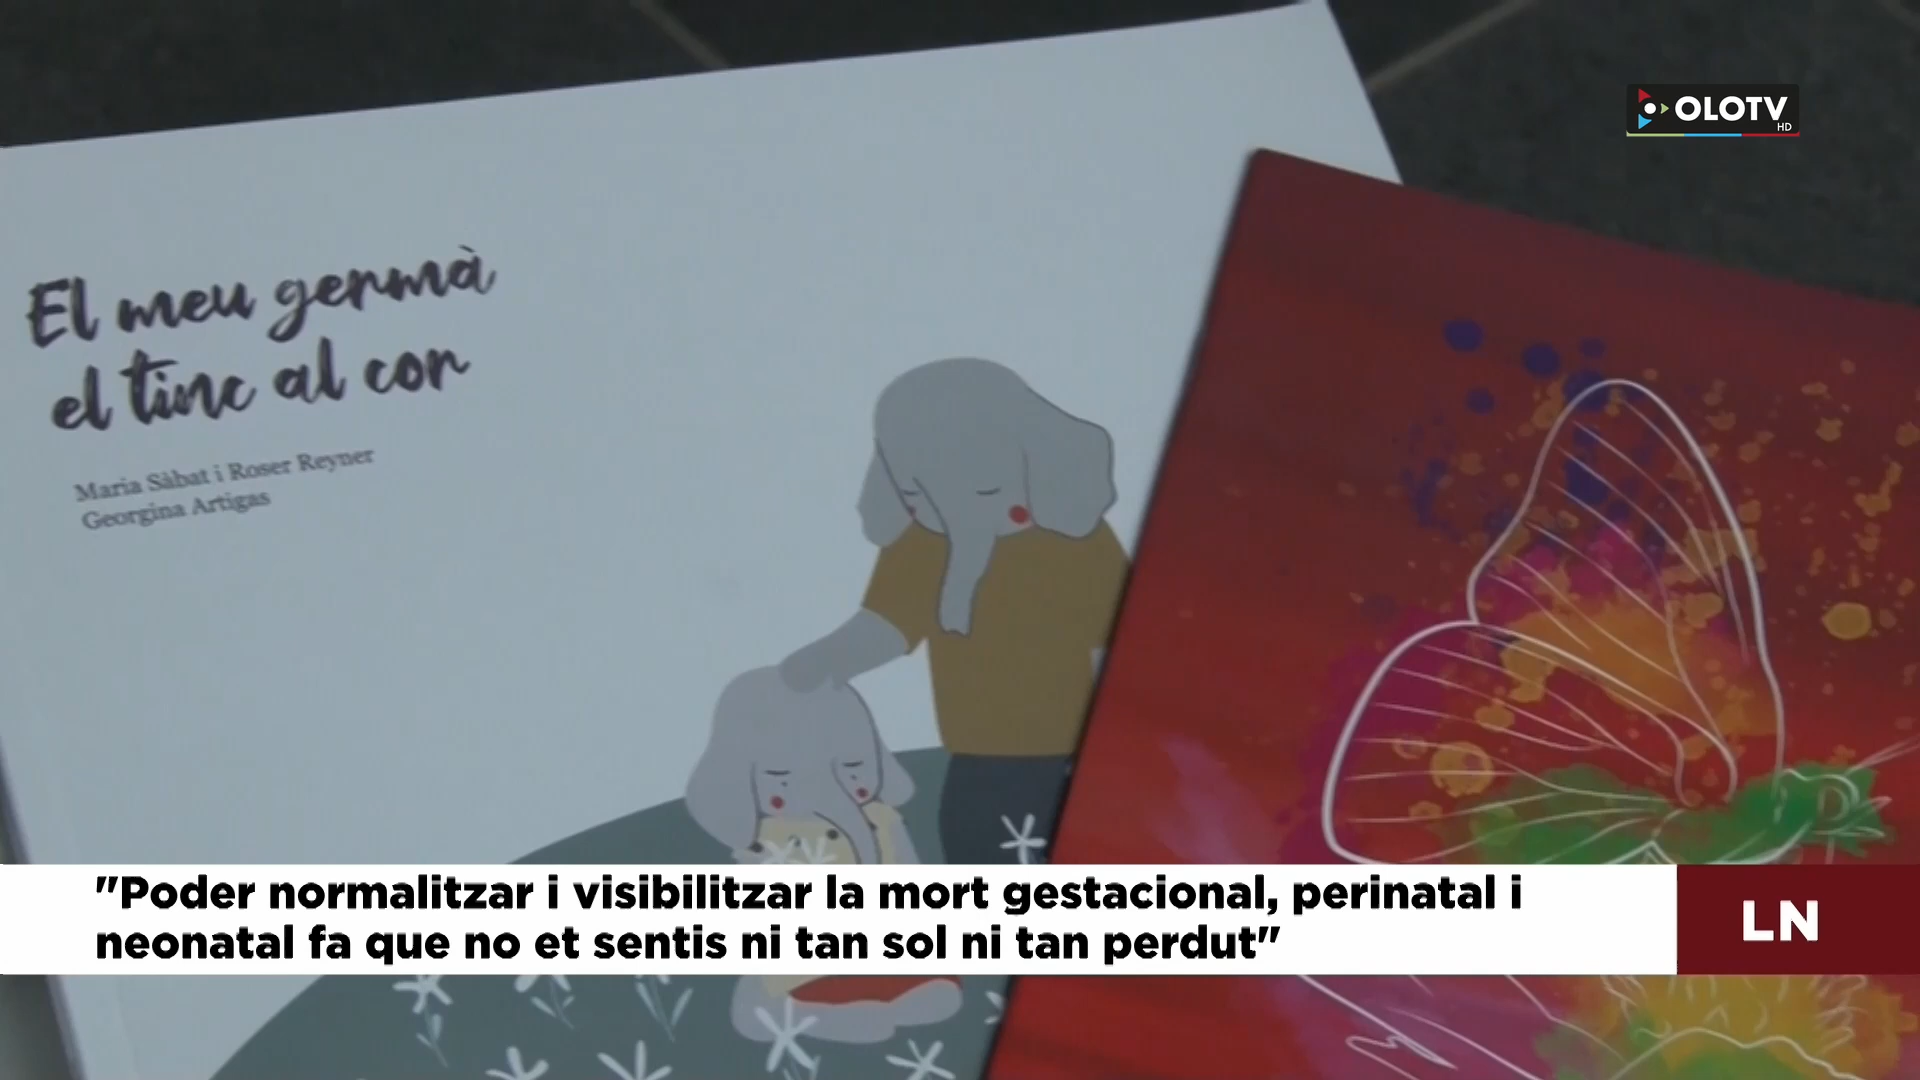 OLOTV
HD
El meu germà
el tinc al cor
Maria Sàbat i Roser Reyner
Georgina Artigas
"Poder normalitzar i visibilitzar la mort gestacional, perinatal i
neonatal fa que no et sentis ni tan sol ni tan perdut"
LN